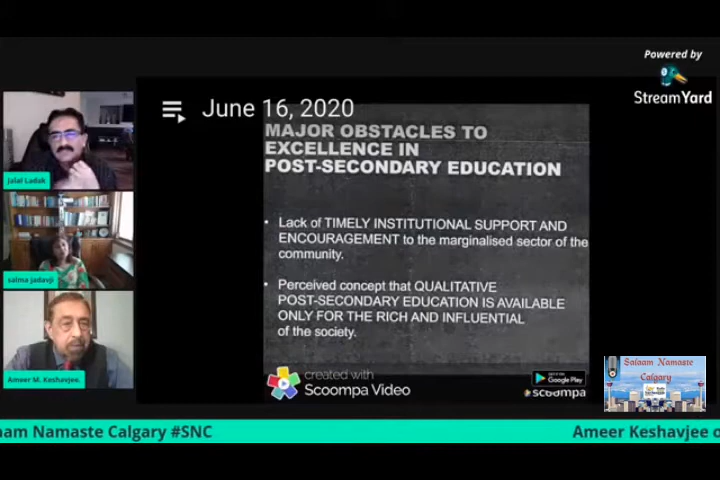 Powered by
StreamYard
June 16, 2020
MAJOR OBSTACLES TO
EXCELLENCE IN
POST-SECONDARY EDUCATION
• Lack of TIMELY INSTITUTIONAL SUPPORT AND
ENCOURAGEMENT to the marginalised sector of the
community.
• Perceived concept that QUALITATIVE
POST-SECONDARY EDUCATION IS AVAILABLE
ONLY FOR THE RICH AND INFLUENTIAL
of the society.
Jalal Ladak
salma jadavji
Ameer M. Keshavjee.
created with
Scoompa Video
Google Play
scoompa
Salaam Namaste
Calgary
aam Namaste Calgary #SNC
Ameer Keshavjee o